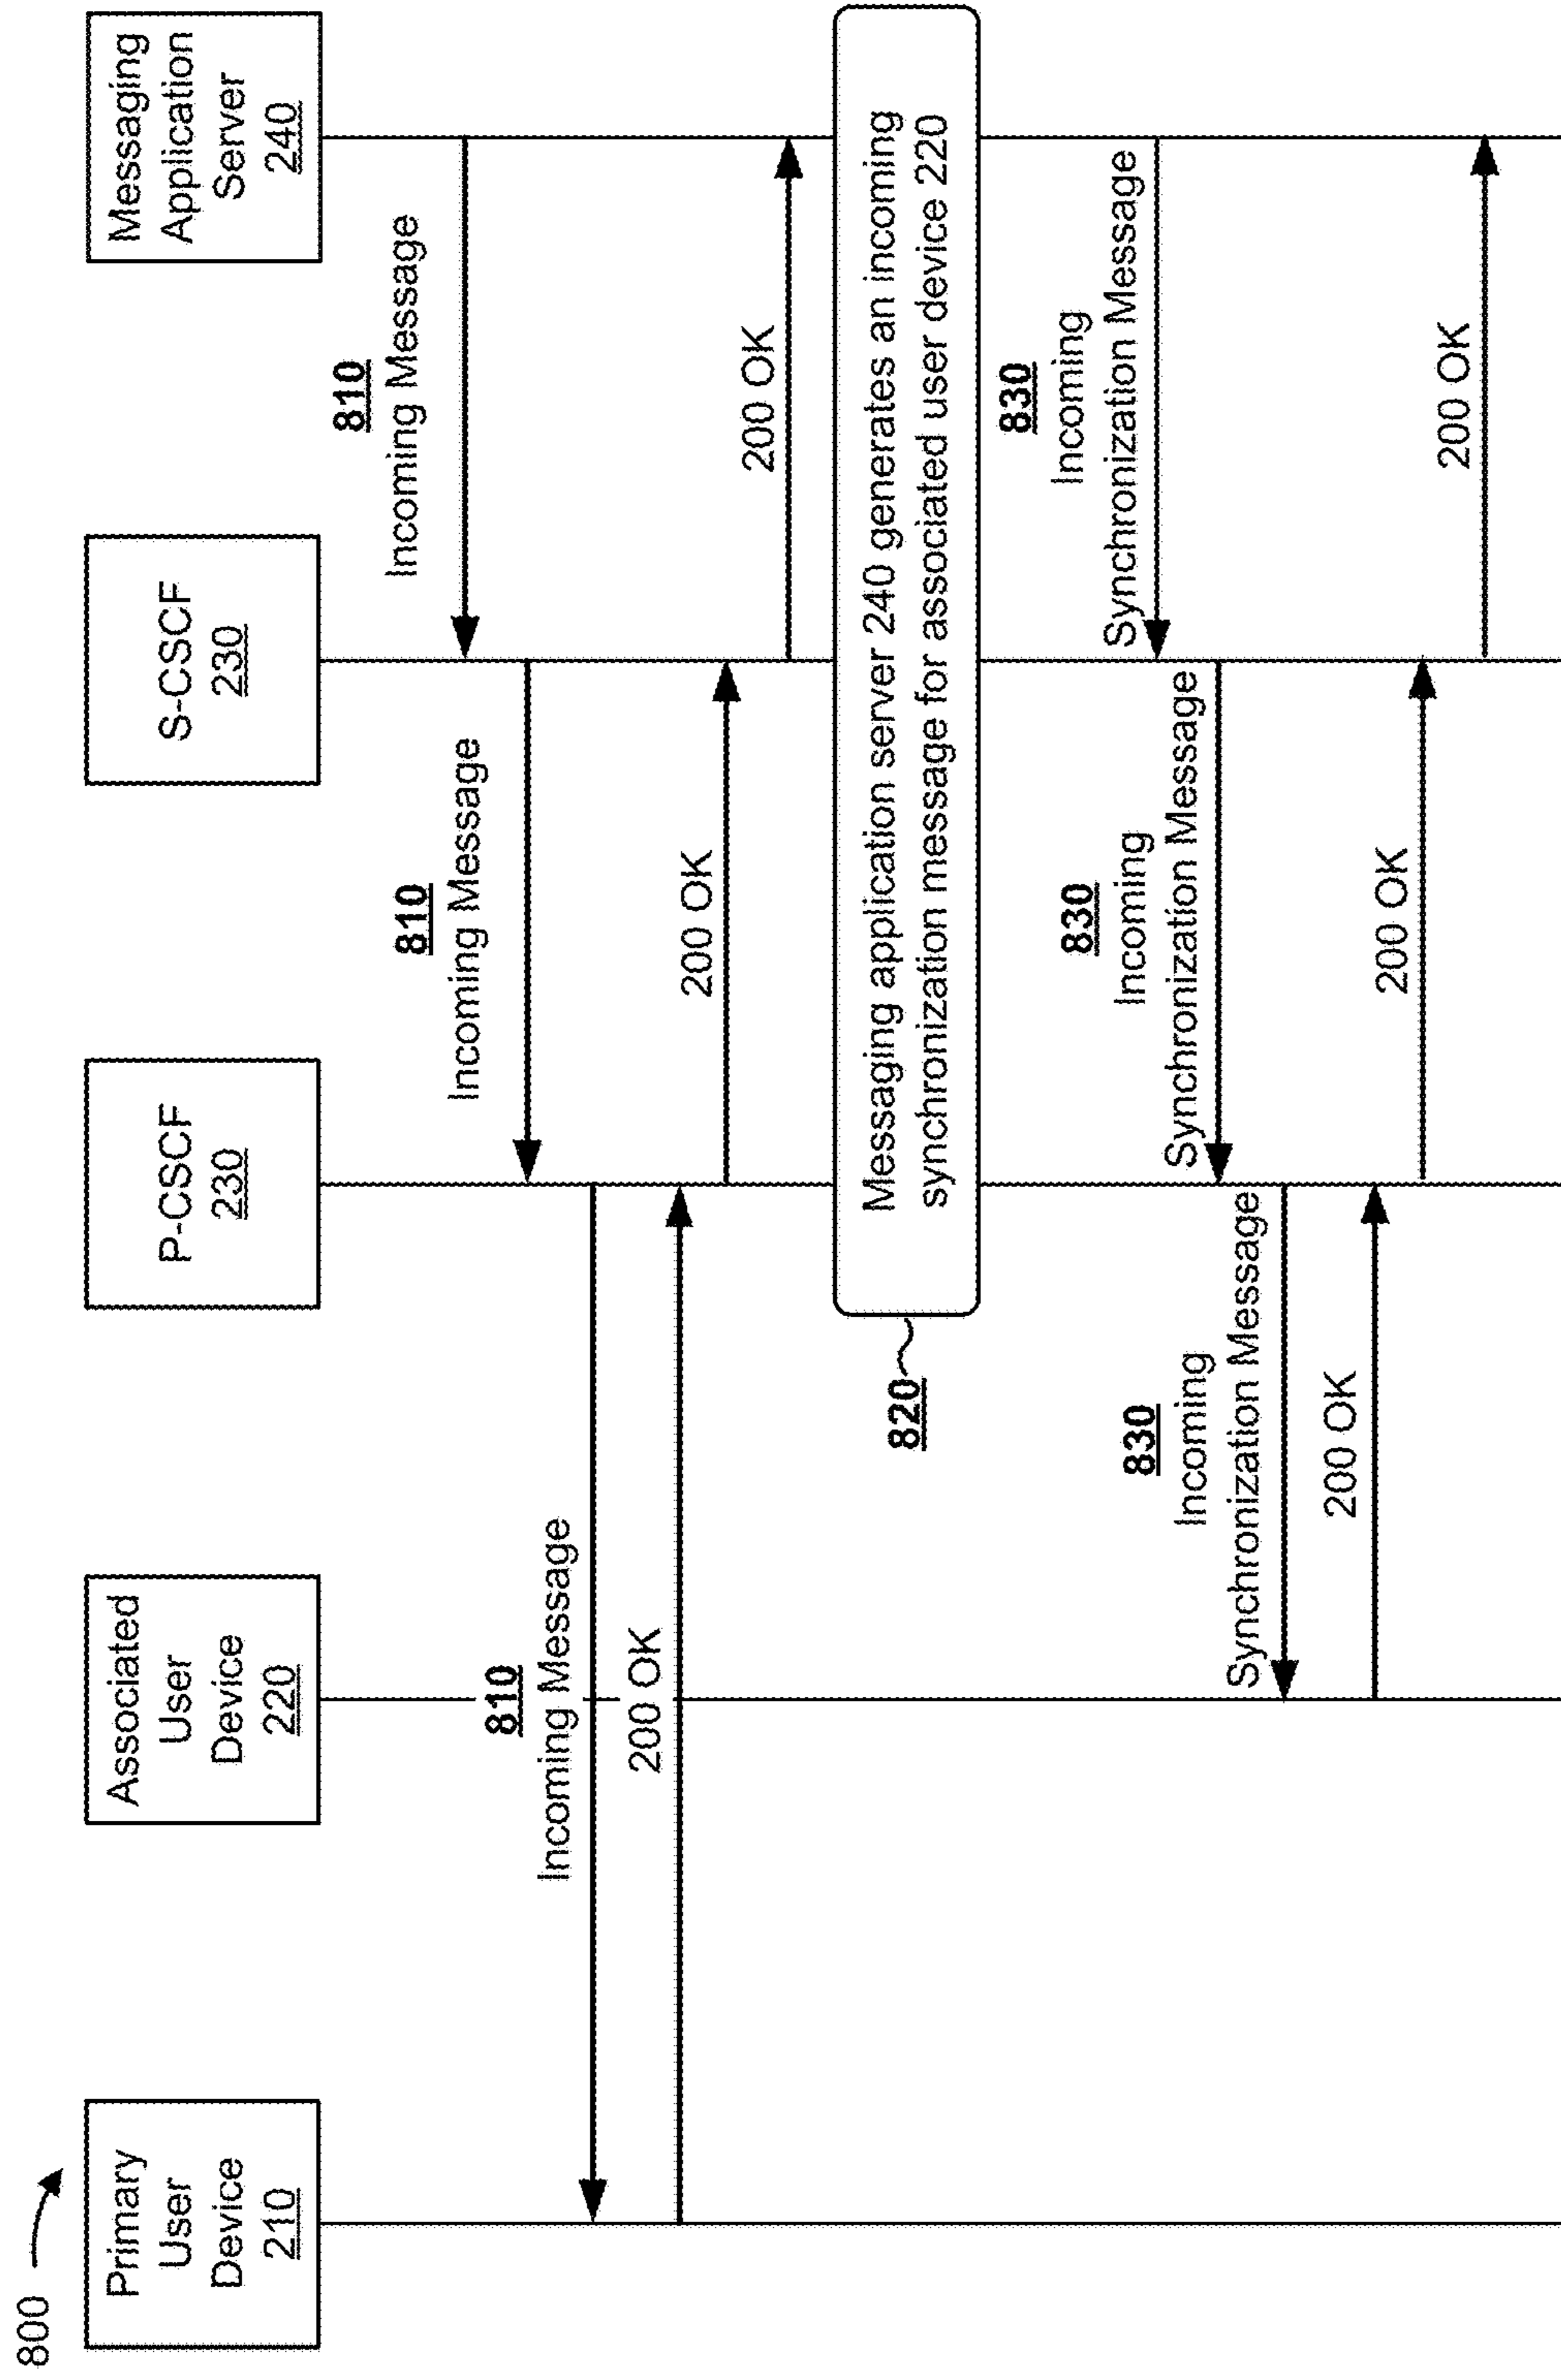 800
Primary
User
Device
210
Associated
User
Device
220
P-CSCF
230
S-CSCF
230
Messaging
Application
Server
240
810
Incoming Message
810
Incoming Message
810
Incoming Message
200 OK
200 OK
200 OK
820
Messaging application server 240 generates an incoming
synchronization message for associated user device 220
830
Incoming
Synchronization Message
830
Incoming
Synchronization Message
830
Incoming
Synchronization Message
200 OK
200 OK
200 OK